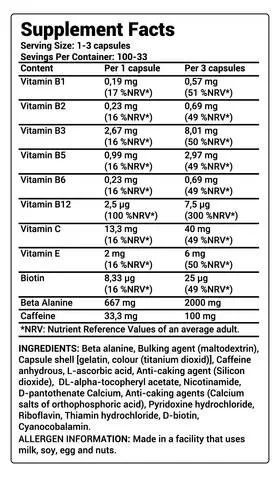 Supplement Facts
Serving Size: 1-3 capsules
Savings Per Container: 100-33
Content Per 1 capsule Per 3 capsules
Vitamin B1 0,19 mg 0,57 mg
(17 %NRV*) (51 %NRV*)
Vitamin B2 0,23 mg 0,69 mg
(16 %NRV*) (49 %NRV*)
Vitamin B3 2,67 mg 8,01 mg
(16 %NRV*) (50 %NRV*)
Vitamin B5 0,99 mg 2,97 mg
(16 %NRV*) (49 %NRV*)
Vitamin B6 0,23 mg 0,69 mg
(16 %NRV*) (49 %NRV*)
Vitamin B12 2,5 µg 7,5 µg
(100 %NRV*) (300 %NRV*)
Vitamin C 13,3 mg 40 mg
(16 %NRV*) (49 %NRV*)
Vitamin E 2 mg 6 mg
(16 %NRV*) (50 %NRV*)
Biotin 8,33 µg 25 µg
(16 %NRV*) (49 %NRV*)
Beta Alanine 667 mg 2000 mg
Caffeine 33,3 mg 100 mg
*NRV: Nutrient Reference Values of an average adult.
INGREDIENTS: Beta alanine, Bulking agent (maltodextrin),
Capsule shell [gelatin, colour (titanium dioxid)], Caffeine
anhydrous, L-ascorbic acid, Anti-caking agent (Silicon
dioxide), DL-alpha-tocopheryl acetate, Nicotinamide,
D-pantothenate Calcium, Anti-caking agents (Calcium
salts of orthophosphoric acid), Pyridoxine hydrochloride,
Riboflavin, Thiamin hydrochloride, D-biotin,
Cyanocobalamin.
ALLERGEN INFORMATION: Made in a facility that uses
milk, soy, egg and nuts.